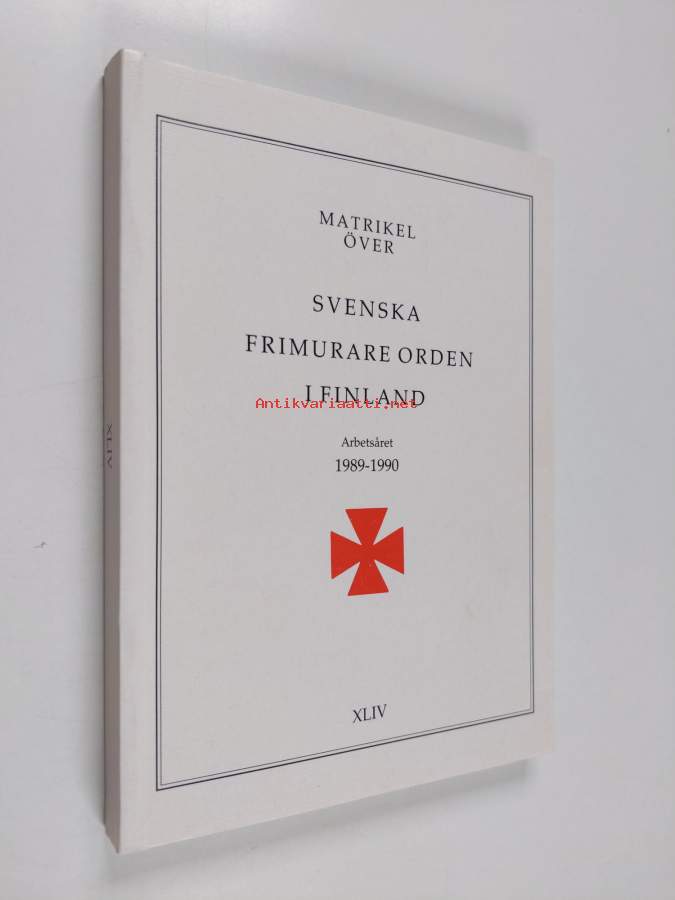 MATRIKEL
ÖVER
SVENSKA
FRIMURARE ORDEN
I FINLAND
Antikvariaatti.net
Arbetsåret
1989-1990
XLIV
XLIV